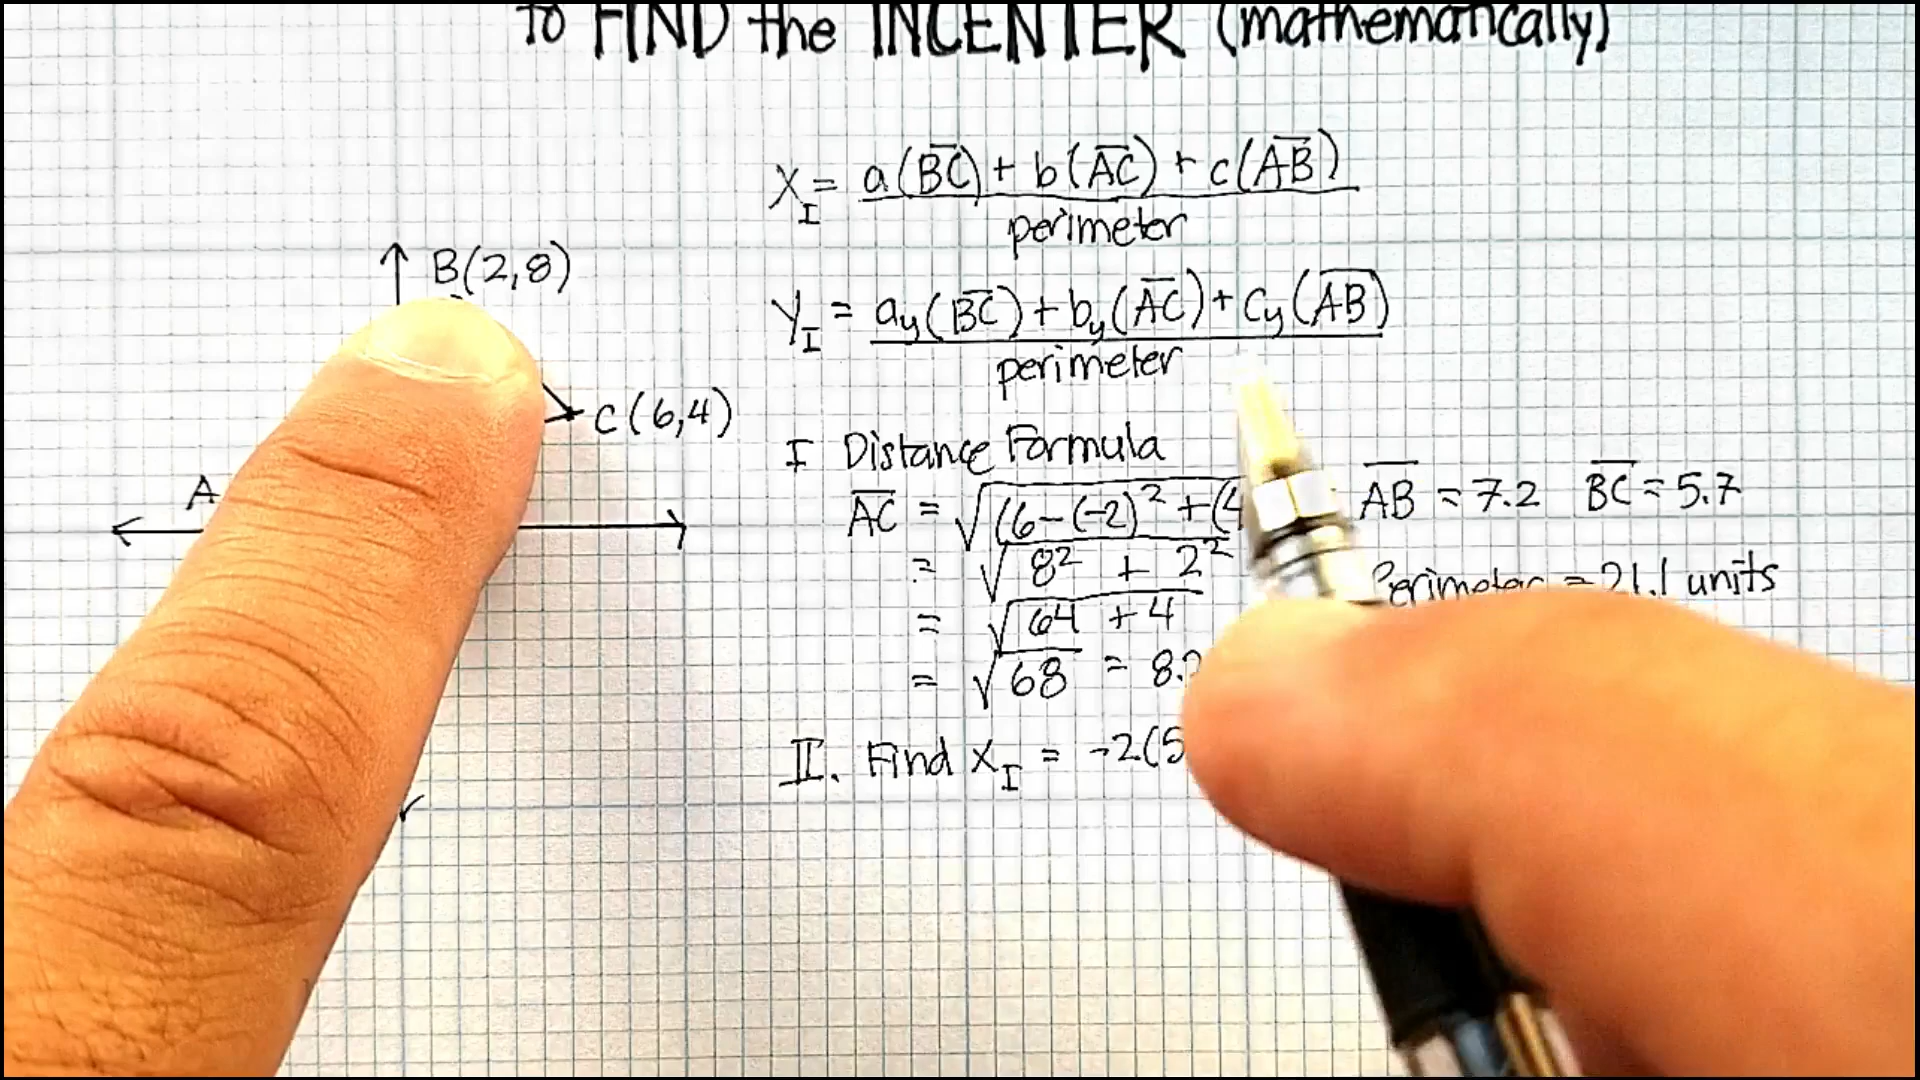 to FIND the INCENTER (mathematically)
X_I = a(BC) + b(AC) + c(AB)
perimeter
y_I = a_y(BC) + b_y(AC) + c_y(AB)
perimeter
B(2,8)
C(6,4)
A
I Distance Formula
AC = √(6-(-2)² + (4
= √8² + 2²
= √64 + 4
= √68 = 8.2
AB = 7.2 BC = 5.7
Perimeter = 21.1 units
II. Find X_I = -2(5